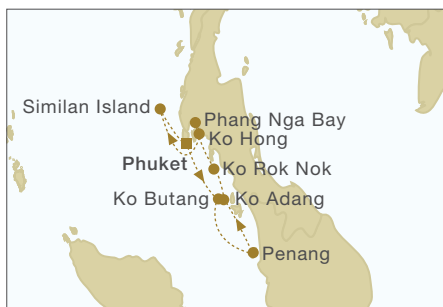 Similan Island
Phang Nga Bay
Ko Hong
Phuket
Ko Rok Nok
Ko Butang
Ko Adang
Penang